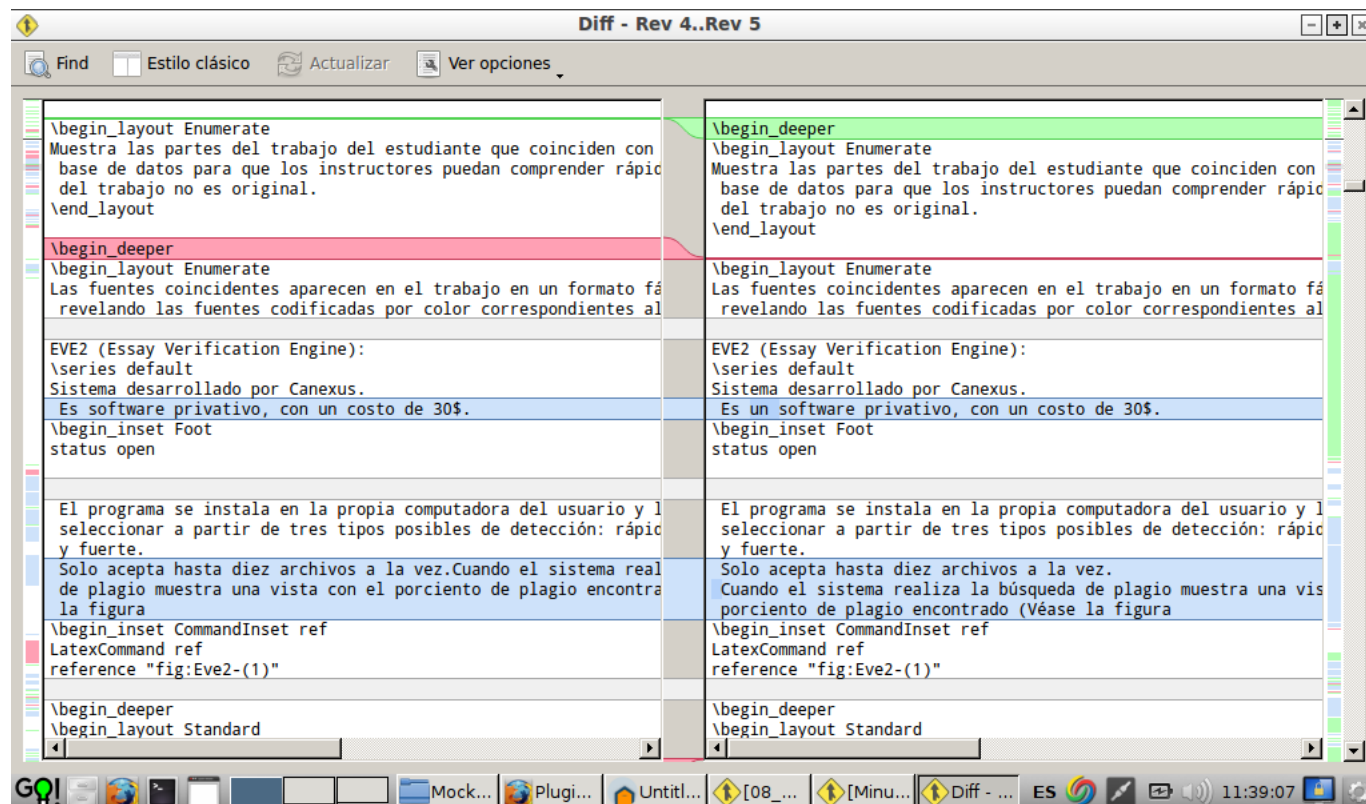 Diff - Rev 4..Rev 5
Find Estilo clásico Actualizar Ver opciones
\begin_layout Enumerate
Muestra las partes del trabajo del estudiante que coinciden con
base de datos para que los instructores puedan comprender rápid
del trabajo no es original.
\end_layout
\begin_deeper
\begin_layout Enumerate
Las fuentes coincidentes aparecen en el trabajo en un formato fá
revelando las fuentes codificadas por color correspondientes al
EVE2 (Essay Verification Engine):
\series default
Sistema desarrollado por Canexus.
Es software privativo, con un costo de 30$.
\begin_inset Foot
status open
El programa se instala en la propia computadora del usuario y l
seleccionar a partir de tres tipos posibles de detección: rápid
y fuerte.
Solo acepta hasta diez archivos a la vez.Cuando el sistema real
de plagio muestra una vista con el porciento de plagio encontra
la figura
\begin_inset CommandInset ref
LatexCommand ref
reference "fig:Eve2-(1)"
\begin_deeper
\begin_layout Standard
\begin_deeper
\begin_layout Enumerate
Muestra las partes del trabajo del estudiante que coinciden con
base de datos para que los instructores puedan comprender rápid
del trabajo no es original.
\end_layout
\begin_layout Enumerate
Las fuentes coincidentes aparecen en el trabajo en un formato fá
revelando las fuentes codificadas por color correspondientes al
EVE2 (Essay Verification Engine):
\series default
Sistema desarrollado por Canexus.
Es un software privativo, con un costo de 30$.
\begin_inset Foot
status open
El programa se instala en la propia computadora del usuario y l
seleccionar a partir de tres tipos posibles de detección: rápid
y fuerte.
Solo acepta hasta diez archivos a la vez.
Cuando el sistema realiza la búsqueda de plagio muestra una vis
porciento de plagio encontrado (Véase la figura
\begin_inset CommandInset ref
LatexCommand ref
reference "fig:Eve2-(1)"
\begin_deeper
\begin_layout Standard
GO! Mock... Plugi... Untitl... [08_... [Minu... Diff - ... ES 11:39:07